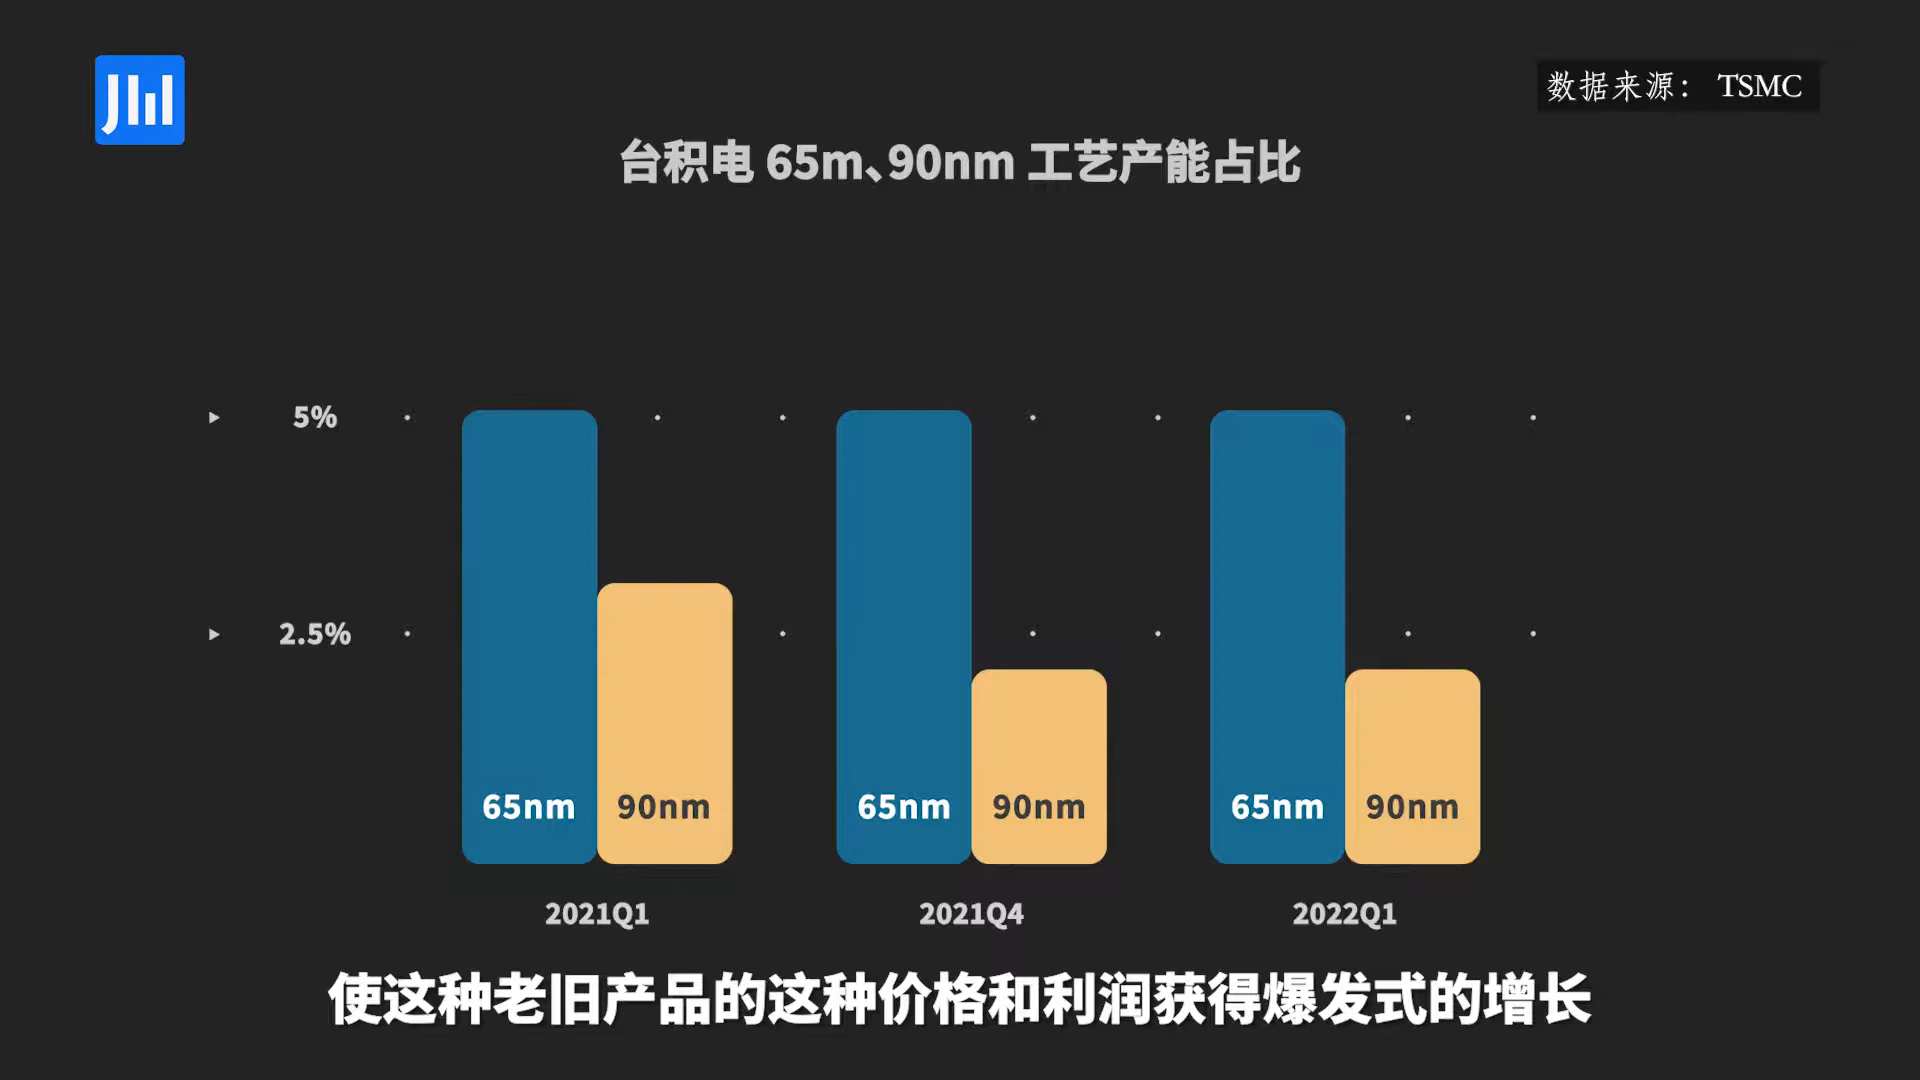 数据来源： TSMC
台积电 65m、90nm 工艺产能占比
5%
2.5%
65nm 90nm 65nm 90nm 65nm 90nm
2021Q1 2021Q4 2022Q1
使这种老旧产品的这种价格和利润获得爆发式的增长